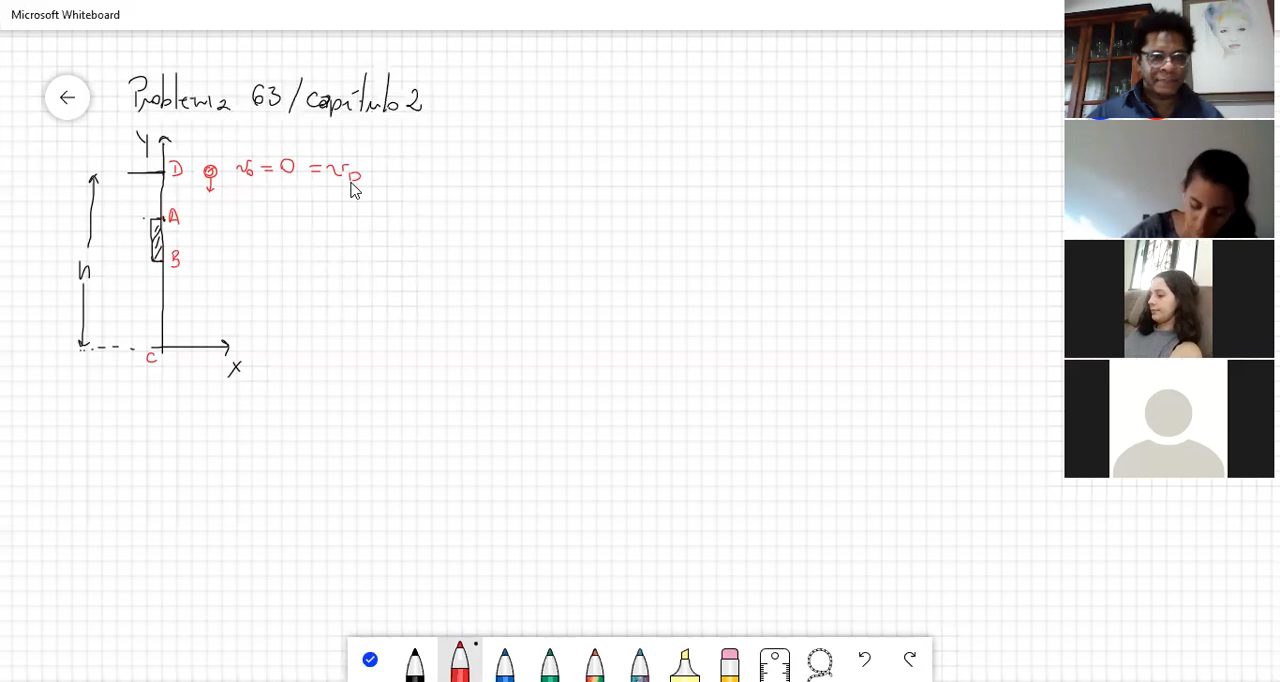 Microsoft Whiteboard
Problema 63/capítulo 2
Y
D v₀ = 0 = v_D
A
B
h
C
X